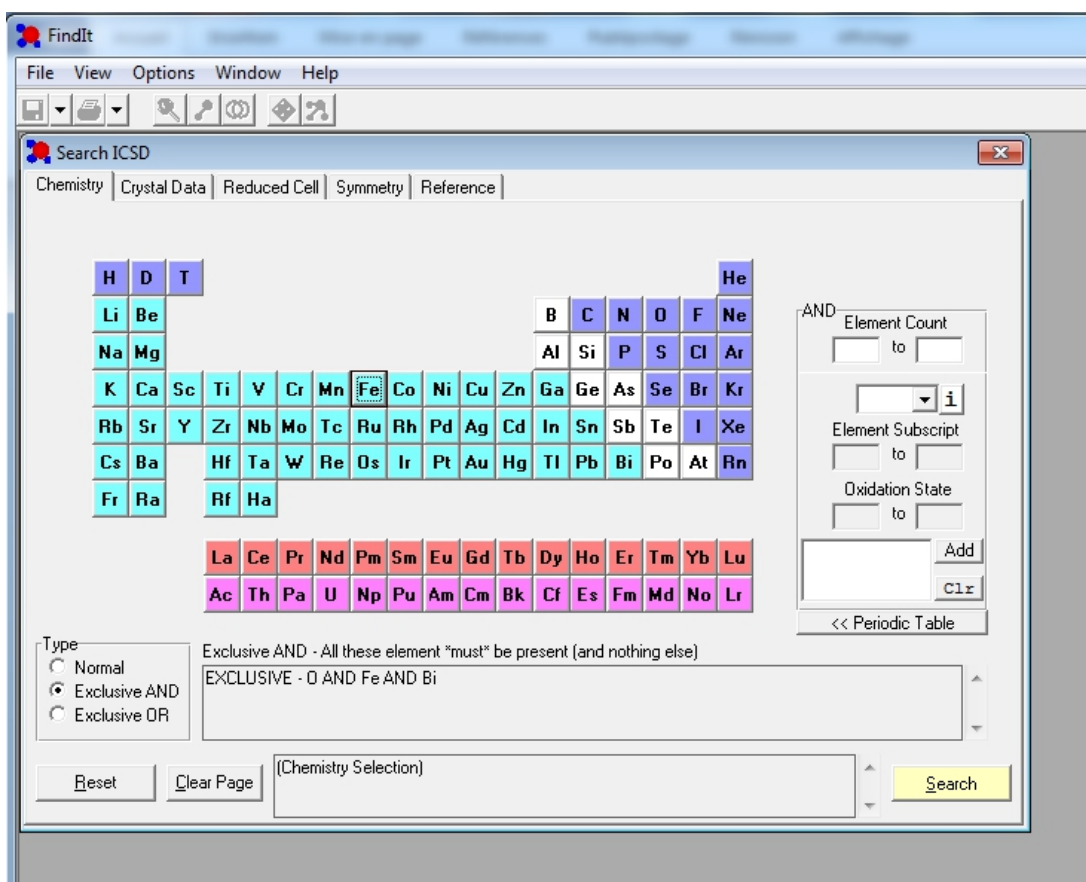 FindIt
File View Options Window Help
Search ICSD
Chemistry Crystal Data Reduced Cell Symmetry Reference
H D T He
Li Be B C N O F Ne
Na Mg Al Si P S Cl Ar
K Ca Sc Ti V Cr Mn Fe Co Ni Cu Zn Ga Ge As Se Br Kr
Rb Sr Y Zr Nb Mo Tc Ru Rh Pd Ag Cd In Sn Sb Te I Xe
Cs Ba Hf Ta W Re Os Ir Pt Au Hg Tl Pb Bi Po At Rn
Fr Ra Rf Ha
La Ce Pr Nd Pm Sm Eu Gd Tb Dy Ho Er Tm Yb Lu
Ac Th Pa U Np Pu Am Cm Bk Cf Es Fm Md No Lr
AND
Element Count
to
i
Element Subscript
to
Oxidation State
to
Add
Clr
<< Periodic Table
Type
Normal
Exclusive AND
Exclusive OR
Exclusive AND - All these element *must* be present (and nothing else)
EXCLUSIVE - O AND Fe AND Bi
Reset Clear Page
(Chemistry Selection)
Search